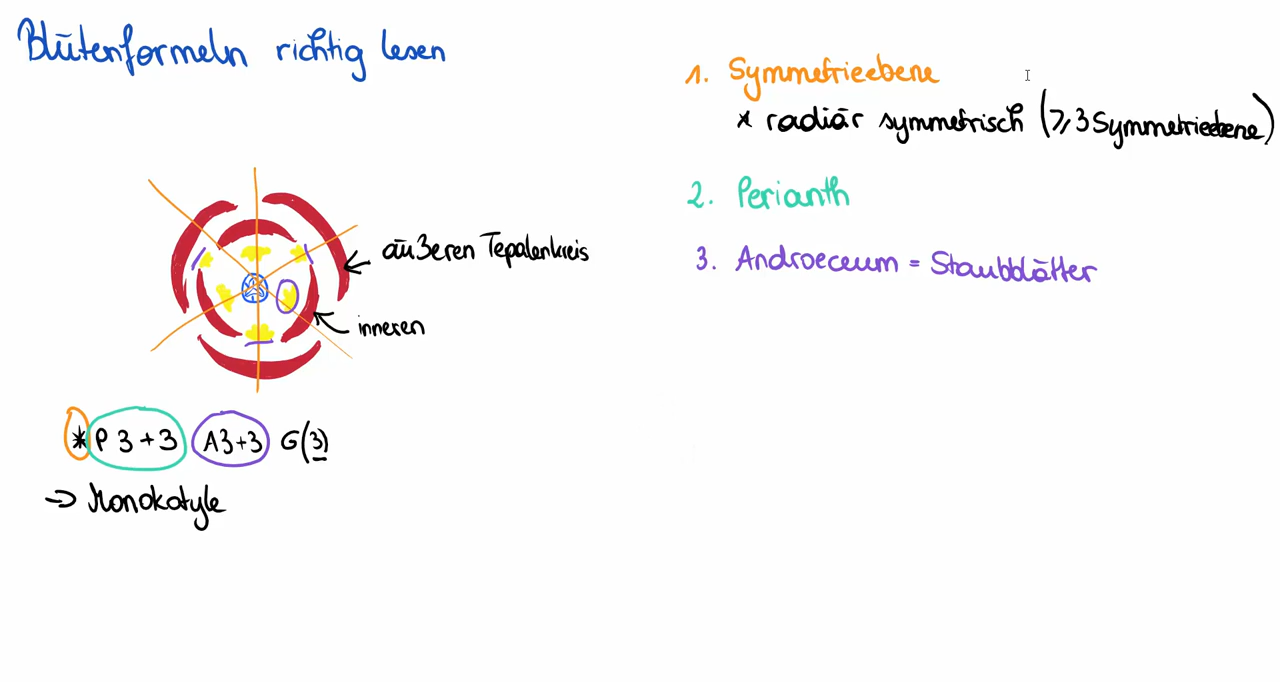 Blütenformeln richtig lesen
1. Symmetrieebene
* radiär symmetrisch (≥ 3 Symmetrieebene)
2. Perianth
3. Androeceum = Staubblätter
äußeren Tepalenkreis
inneren
* P 3 + 3 A3+3 G(3)
→ Monokotyle